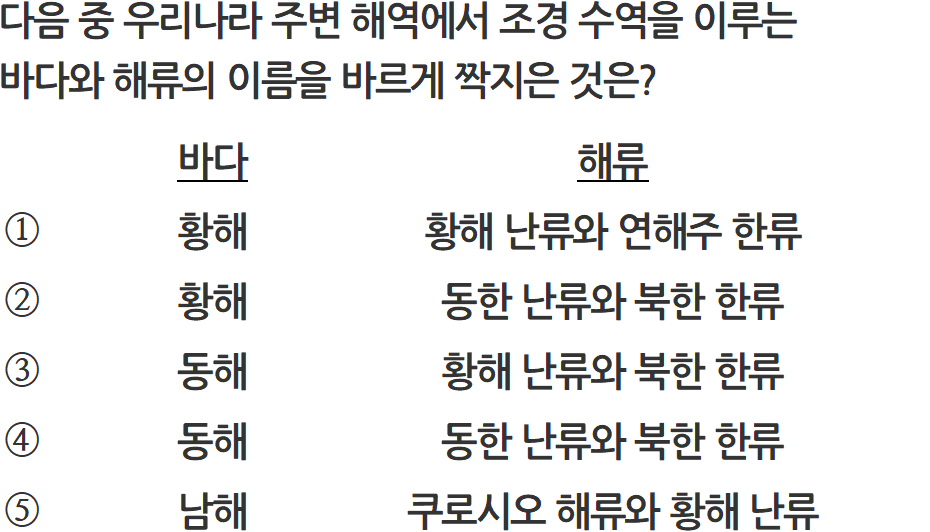 다음 중 우리나라 주변 해역에서 조경 수역을 이루는
바다와 해류의 이름을 바르게 짝지은 것은?
바다 해류
① 황해 황해 난류와 연해주 한류
② 황해 동한 난류와 북한 한류
③ 동해 황해 난류와 북한 한류
④ 동해 동한 난류와 북한 한류
⑤ 남해 쿠로시오 해류와 황해 난류